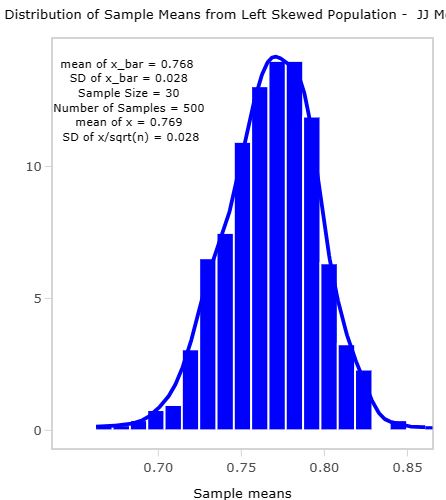 Distribution of Sample Means from Left Skewed Population - JJ M
mean of x_bar = 0.768
SD of x_bar = 0.028
Sample Size = 30
Number of Samples = 500
mean of x = 0.769
SD of x/sqrt(n) = 0.028
10
5
0
0.70 0.75 0.80 0.85
Sample means